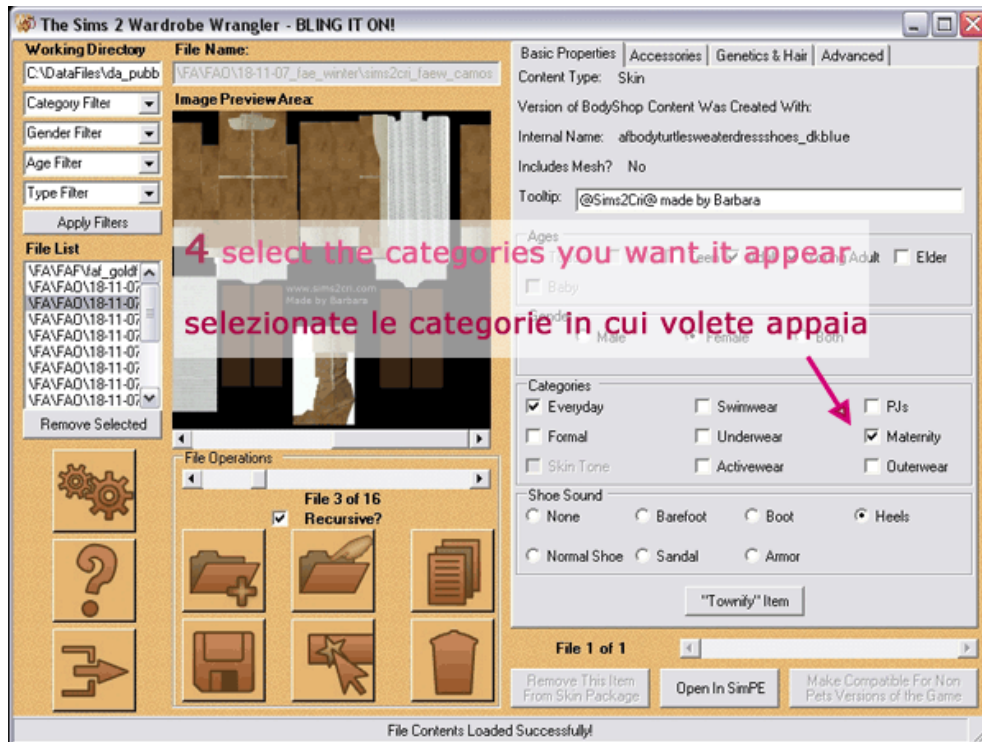 The Sims 2 Wardrobe Wrangler - BLING IT ON!
Working Directory
C:\DataFiles\da_pubb
Category Filter
Gender Filter
Age Filter
Type Filter
Apply Filters
File List
\FA\FAF\faf_goldf
\FA\FAO\18-11-07
\FA\FAO\18-11-07
\FA\FAO\18-11-07
\FA\FAO\18-11-07
\FA\FAO\18-11-07
\FA\FAO\18-11-07
\FA\FAO\18-11-07
\FA\FAO\18-11-07
Remove Selected
File Name:
\FA\FAO\18-11-07_fae_winter\sims2cri_faew_camos
Image Preview Area:
www.sims2cri.com
Made by Barbara
4 select the categories you want it appear
selezionate le categorie in cui volete appaia
File Operations
File 3 of 16
Recursive?
Basic Properties Accessories Genetics & Hair Advanced
Content Type: Skin
Version of BodyShop Content Was Created With:
Internal Name: afbodyturtlesweaterdressshoes_dkblue
Includes Mesh? No
Tooltip: @Sims2Cri@ made by Barbara
Ages
Adult Elder
Baby
Gender
Male Female Both
Categories
Everyday Swimwear PJs
Formal Underwear Maternity
Skin Tone Activewear Outerwear
Shoe Sound
None Barefoot Boot Heels
Normal Shoe Sandal Armor
"Townify" Item
File 1 of 1
Remove This Item
From Skin Package
Open In SimPE
Make Compatible For Non
Pets Versions of the Game
File Contents Loaded Successfully!